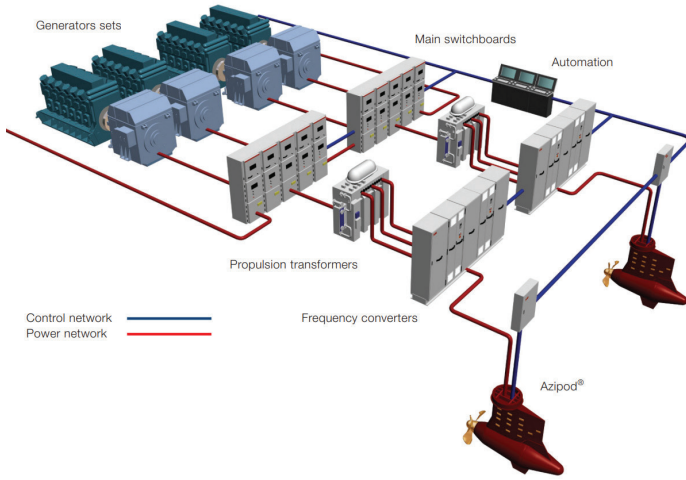 Generators sets
Main switchboards
Automation
Propulsion transformers
Control network
Power network
Frequency converters
Azipod®